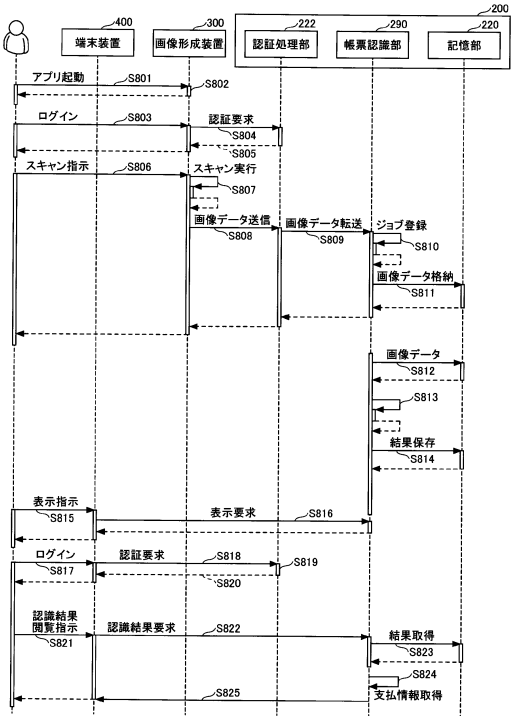 200
400
300
222
290
220
端末装置
画像形成装置
認証処理部
帳票認識部
記憶部
アプリ起動
S801
S802
ログイン
S803
認証要求
S804
S805
スキャン指示
S806
スキャン実行
S807
画像データ送信
S808
画像データ転送
S809
ジョブ登録
S810
画像データ格納
S811
画像データ
S812
S813
結果保存
S814
表示指示
S815
表示要求
S816
ログイン
S817
認証要求
S818
S819
S820
認識結果
閲覧指示
S821
認識結果要求
S822
結果取得
S823
S824
支払情報取得
S825